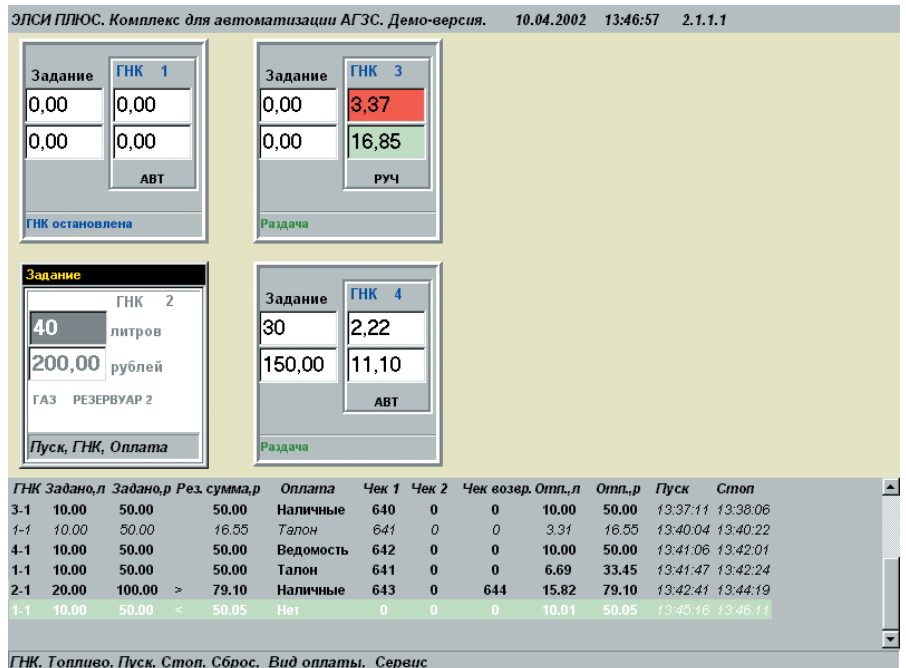 ЭЛСИ ПЛЮС. Комплекс для автоматизации АГЗС. Демо-версия. 10.04.2002 13:46:57 2.1.1.1
Задание ГНК 1
0,00 0,00
0,00 0,00
АВТ
ГНК остановлена
Задание ГНК 3
0,00 3,37
0,00 16,85
РУЧ
Раздача
Задание
ГНК 2
40 литров
200,00 рублей
ГАЗ РЕЗЕРВУАР 2
Пуск, ГНК, Оплата
Задание ГНК 4
30 2,22
150,00 11,10
АВТ
Раздача
ГНК Задано,л Задано,р Рез. сумма,р Оплата Чек 1 Чек 2 Чек возвр. Отп.,л Отп.,р Пуск Стоп
3-1 10.00 50.00 50.00 Наличные 640 0 0 10.00 50.00 13:37:11 13:38:06
1-1 10.00 50.00 16.55 Талон 641 0 0 3.31 16.55 13:40:04 13:40:22
4-1 10.00 50.00 50.00 Ведомость 642 0 0 10.00 50.00 13:41:06 13:42:01
1-1 10.00 50.00 50.00 Талон 641 0 0 6.69 33.45 13:41:47 13:42:24
2-1 20.00 100.00 > 79.10 Наличные 643 0 644 15.82 79.10 13:42:41 13:44:19
1-1 10.00 50.00 < 50.05 Нет 0 0 0 10.01 50.05 13:45:16 13:46:11
ГНК, Топливо, Пуск, Стоп, Сброс, Вид оплаты, Сервис